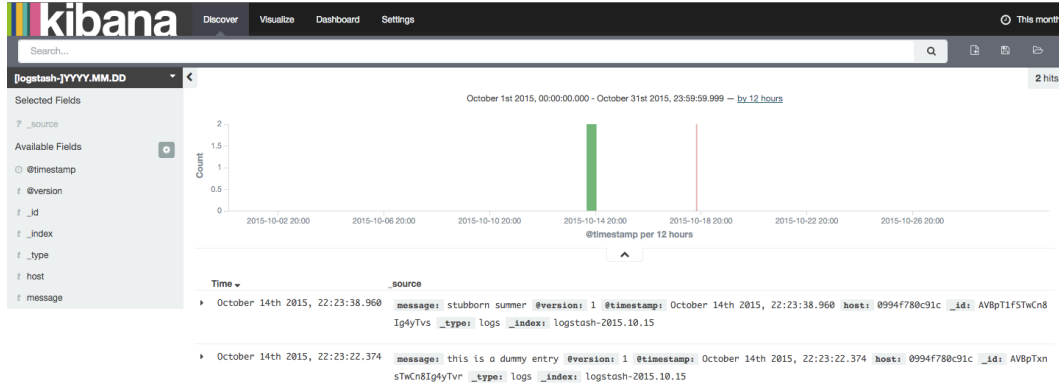 kibana Discover Visualize Dashboard Settings This month
Search...
[logstash-]YYYY.MM.DD 2 hits
Selected Fields
? _source
Available Fields
@timestamp
t @version
t _id
t _index
t _type
t host
t message
October 1st 2015, 00:00:00.000 - October 31st 2015, 23:59:59.999 — by 12 hours
Count
2
1.5
1
0.5
0
2015-10-02 20:00 2015-10-06 20:00 2015-10-10 20:00 2015-10-14 20:00 2015-10-18 20:00 2015-10-22 20:00 2015-10-26 20:00
@timestamp per 12 hours
Time _source
October 14th 2015, 22:23:38.960 message: stubborn summer @version: 1 @timestamp: October 14th 2015, 22:23:38.960 host: 0994f780c91c _id: AVBpT1fSTwCn8
Ig4yTvs _type: logs _index: logstash-2015.10.15
October 14th 2015, 22:23:22.374 message: this is a dummy entry @version: 1 @timestamp: October 14th 2015, 22:23:22.374 host: 0994f780c91c _id: AVBpTxn
sTwCn8Ig4yTvr _type: logs _index: logstash-2015.10.15